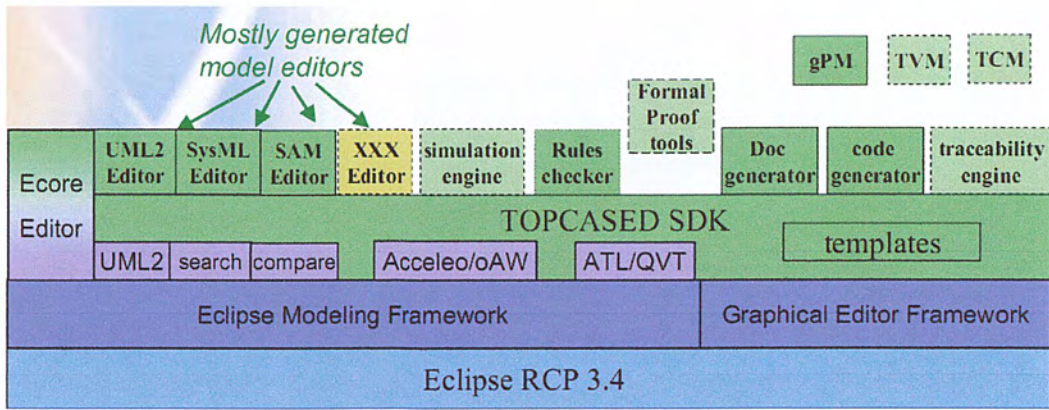 Mostly generated
model editors
gPM
TVM
TCM
Formal
Proof
tools
Ecore
Editor
UML2
Editor
SysML
Editor
SAM
Editor
XXX
Editor
simulation
engine
Rules
checker
Doc
generator
code
generator
traceability
engine
TOPCASED SDK
templates
UML2
search
compare
Acceleo/oAW
ATL/QVT
Eclipse Modeling Framework
Graphical Editor Framework
Eclipse RCP 3.4